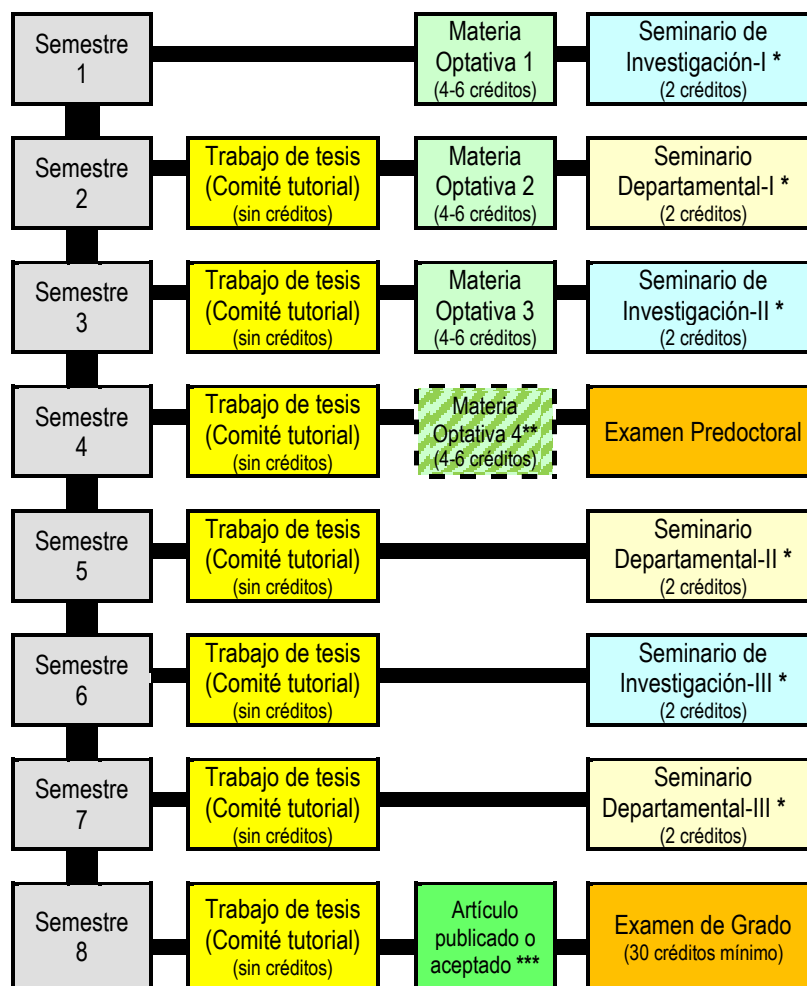 Semestre
1
Materia
Optativa 1
(4-6 créditos)
Seminario de
Investigación-I *
(2 créditos)
Semestre
2
Trabajo de tesis
(Comité tutorial)
(sin créditos)
Materia
Optativa 2
(4-6 créditos)
Seminario
Departamental-I *
(2 créditos)
Semestre
3
Trabajo de tesis
(Comité tutorial)
(sin créditos)
Materia
Optativa 3
(4-6 créditos)
Seminario de
Investigación-II *
(2 créditos)
Semestre
4
Trabajo de tesis
(Comité tutorial)
(sin créditos)
Materia
Optativa 4**
(4-6 créditos)
Examen Predoctoral
Semestre
5
Trabajo de tesis
(Comité tutorial)
(sin créditos)
Seminario
Departamental-II *
(2 créditos)
Semestre
6
Trabajo de tesis
(Comité tutorial)
(sin créditos)
Seminario de
Investigación-III *
(2 créditos)
Semestre
7
Trabajo de tesis
(Comité tutorial)
(sin créditos)
Seminario
Departamental-III *
(2 créditos)
Semestre
8
Trabajo de tesis
(Comité tutorial)
(sin créditos)
Artículo
publicado o
aceptado ***
Examen de Grado
(30 créditos mínimo)